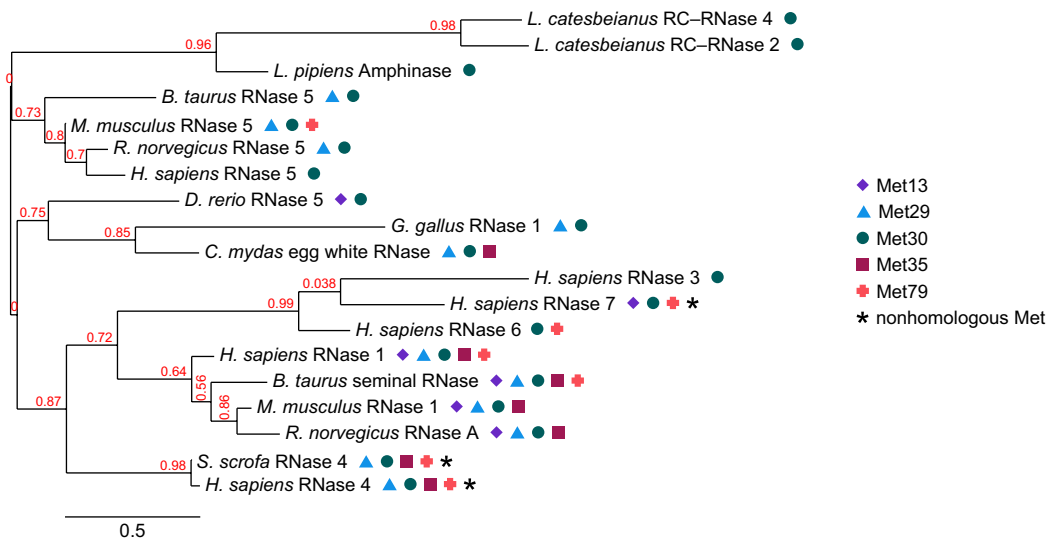 L. catesbeianus RC–RNase 4
0.98
0.96
L. catesbeianus RC–RNase 2
L. pipiens Amphinase
0
B. taurus RNase 5
0.73
M. musculus RNase 5
0.8
R. norvegicus RNase 5
0.7
H. sapiens RNase 5
D. rerio RNase 5
0.75
G. gallus RNase 1
0.85
C. mydas egg white RNase
H. sapiens RNase 3
0.038
0.99
H. sapiens RNase 7
0
H. sapiens RNase 6
0.72
H. sapiens RNase 1
0.64
B. taurus seminal RNase
0.56
M. musculus RNase 1
0.86
0.87
R. norvegicus RNase A
S. scrofa RNase 4
0.98
H. sapiens RNase 4
0.5
Met13
Met29
Met30
Met35
Met79
* nonhomologous Met